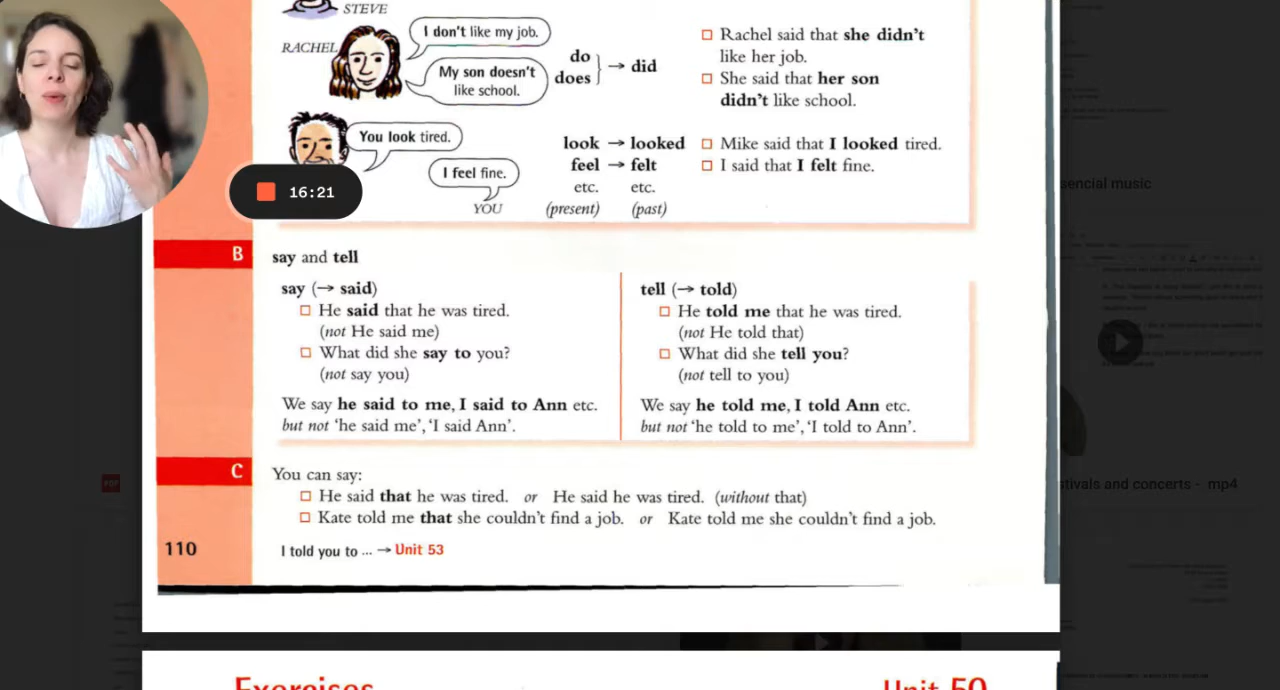 STEVE
RACHEL
I don't like my job.
My son doesn't
like school.
do
does
→ did
Rachel said that she didn't
like her job.
She said that her son
didn't like school.
You look tired.
I feel fine.
YOU
look → looked
feel → felt
etc. etc.
(present) (past)
Mike said that I looked tired.
I said that I felt fine.
16:21
B
say and tell
say (→ said)
He said that he was tired.
(not He said me)
What did she say to you?
(not say you)
We say he said to me, I said to Ann etc.
but not 'he said me', 'I said Ann'.
tell (→ told)
He told me that he was tired.
(not He told that)
What did she tell you?
(not tell to you)
We say he told me, I told Ann etc.
but not 'he told to me', 'I told to Ann'.
C
You can say:
He said that he was tired. or He said he was tired. (without that)
Kate told me that she couldn't find a job. or Kate told me she couldn't find a job.
110
I told you to ... → Unit 53
Exercises
Unit 50
sencial music
tivals and concerts - mp4
PDF